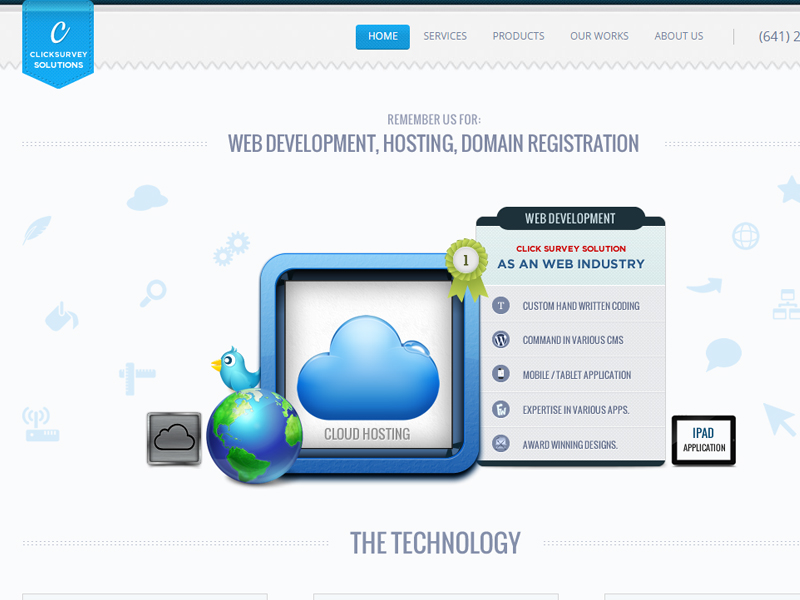 C
CLICKSURVEY
SOLUTIONS
HOME SERVICES PRODUCTS OUR WORKS ABOUT US (641) 2
REMEMBER US FOR:
WEB DEVELOPMENT, HOSTING, DOMAIN REGISTRATION
WEB DEVELOPMENT
CLICK SURVEY SOLUTION
AS AN WEB INDUSTRY
1
T CUSTOM HAND WRITTEN CODING
COMMAND IN VARIOUS CMS
MOBILE / TABLET APPLICATION
EXPERTISE IN VARIOUS APPS.
AWARD WINNING DESIGNS.
CLOUD HOSTING
IPAD
APPLICATION
THE TECHNOLOGY